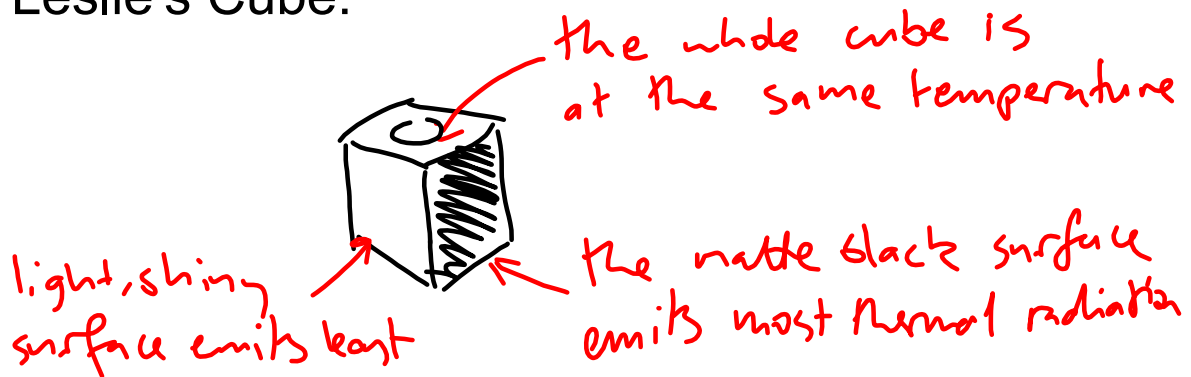 Leslie's Cube:
the whole cube is
at the same temperature
light, shiny
surface emits least
the matte black surface
emits most thermal radiation